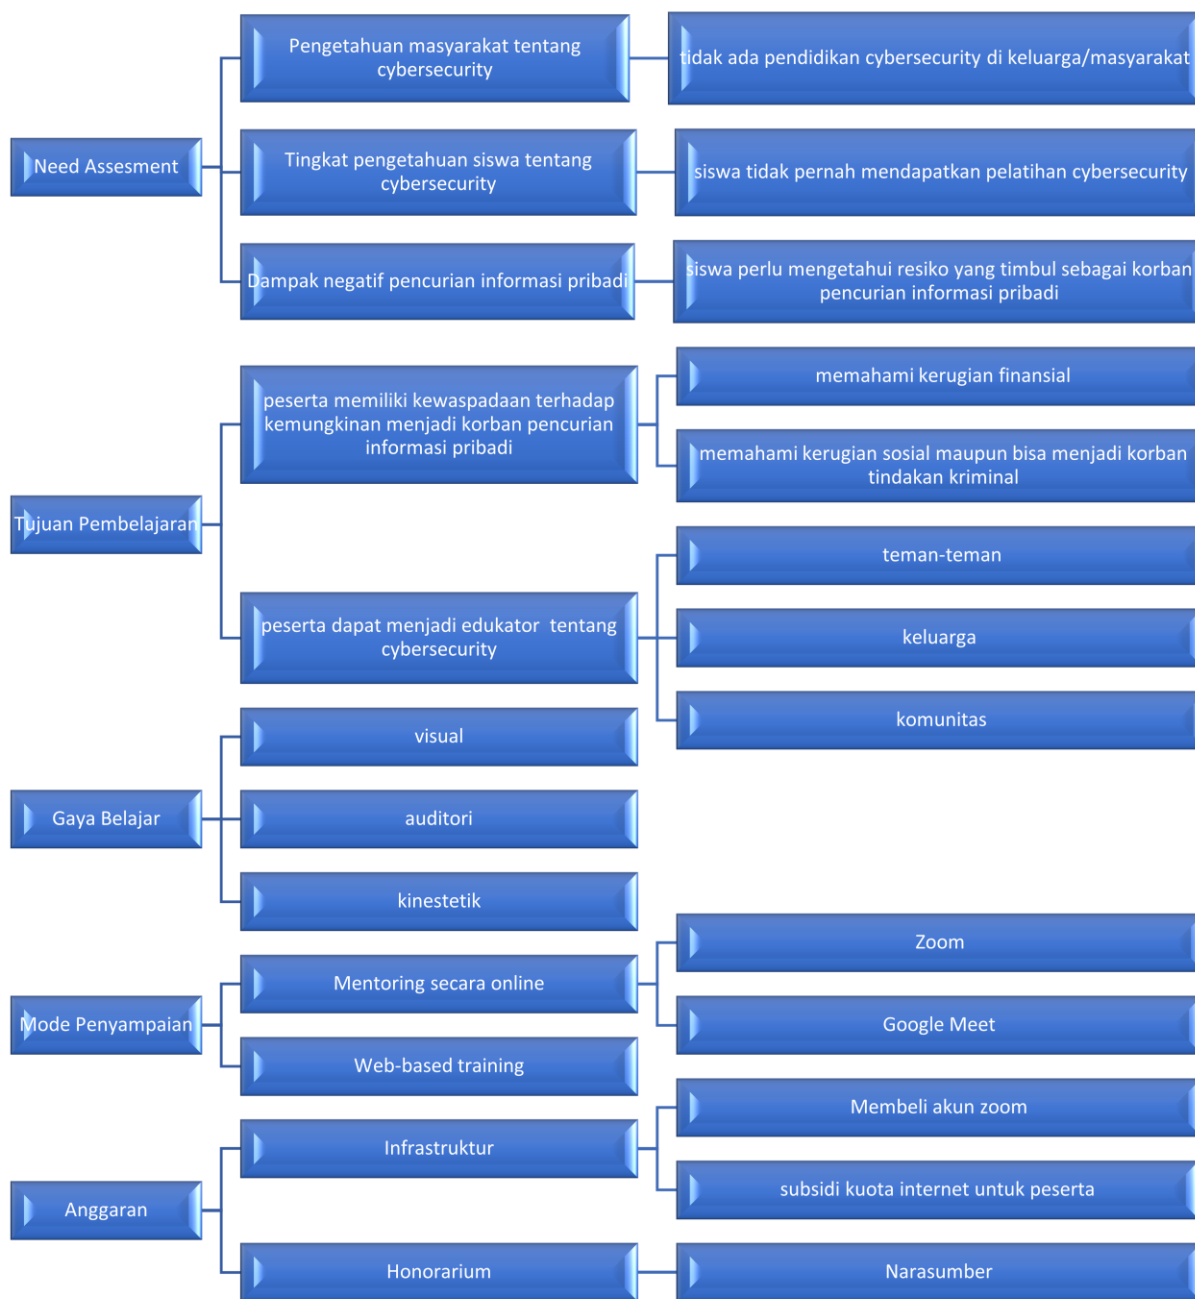 Need Assesment
Pengetahuan masyarakat tentang
cybersecurity
tidak ada pendidikan cybersecurity di keluarga/masyarakat
Tingkat pengetahuan siswa tentang
cybersecurity
siswa tidak pernah mendapatkan pelatihan cybersecurity
Dampak negatif pencurian informasi pribadi
siswa perlu mengetahui resiko yang timbul sebagai korban
pencurian informasi pribadi
Tujuan Pembelajaran
peserta memiliki kewaspadaan terhadap
kemungkinan menjadi korban pencurian
informasi pribadi
memahami kerugian finansial
memahami kerugian sosial maupun bisa menjadi korban
tindakan kriminal
peserta dapat menjadi edukator tentang
cybersecurity
teman-teman
keluarga
komunitas
Gaya Belajar
visual
auditori
kinestetik
Mode Penyampaian
Mentoring secara online
Zoom
Google Meet
Web-based training
Anggaran
Infrastruktur
Membeli akun zoom
subsidi kuota internet untuk peserta
Honorarium
Narasumber